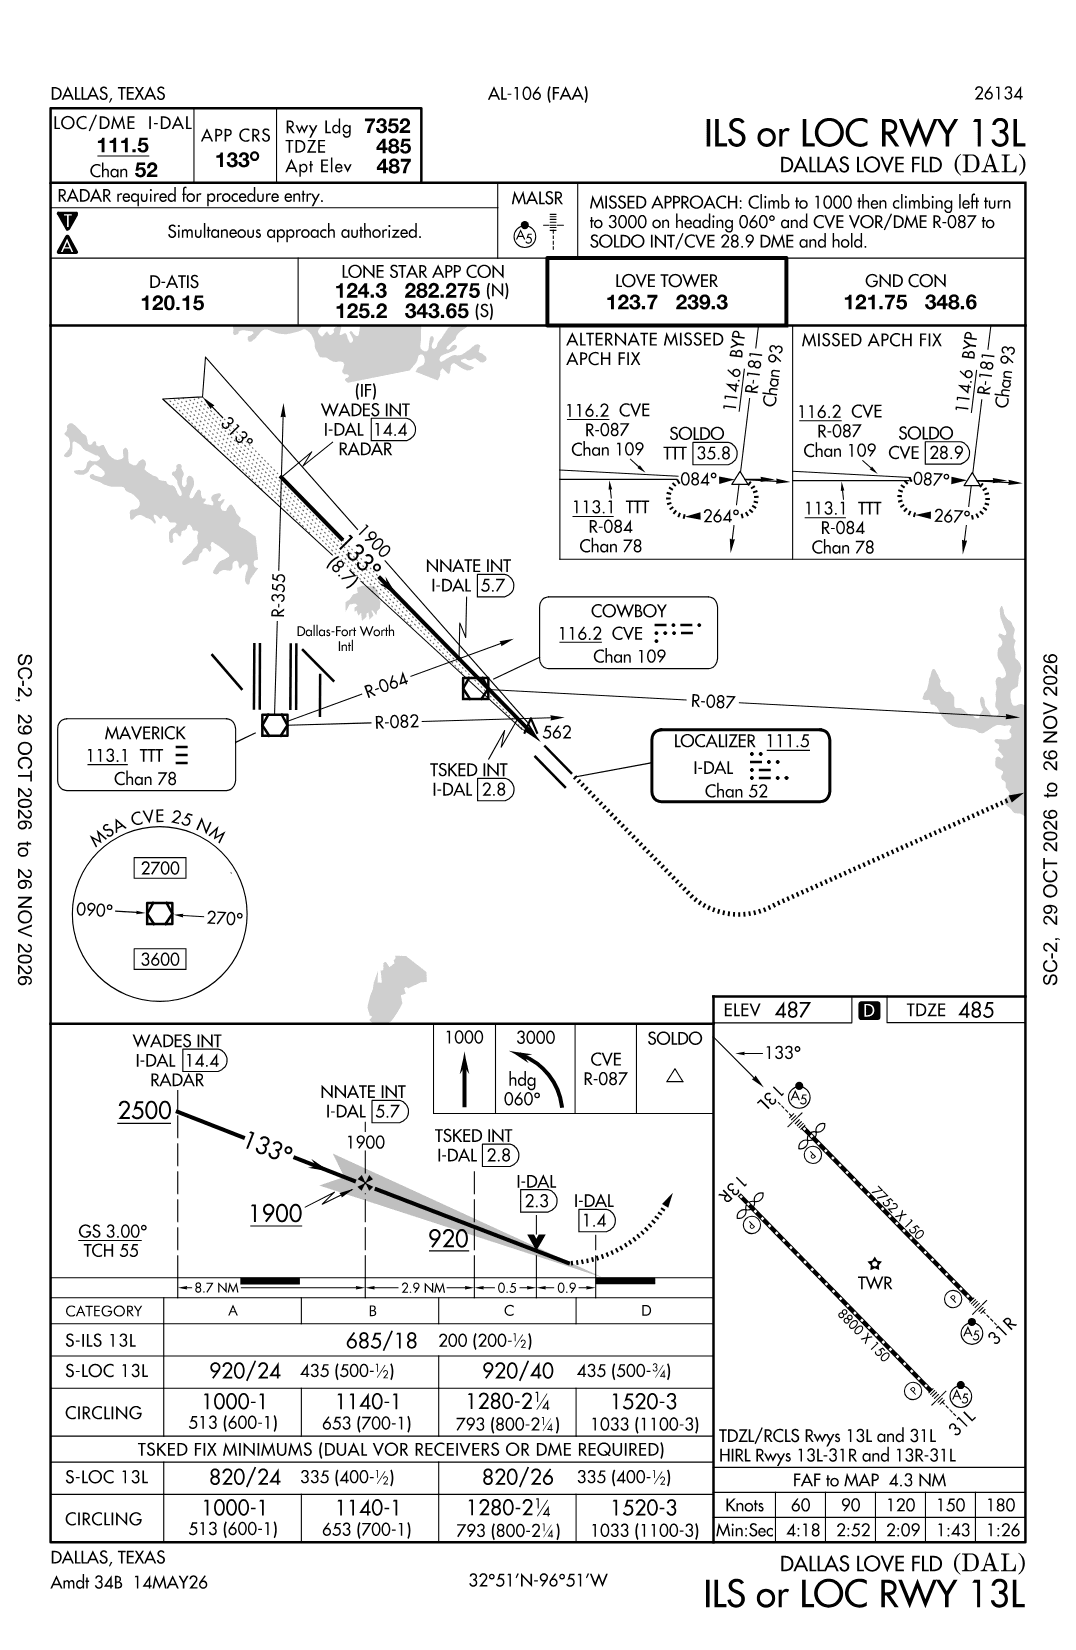 DALLAS, TEXAS
AL-106 (FAA)
26134
LOC/DME I-DAL
111.5
Chan 52
APP CRS
133°
Rwy Ldg 7352
TDZE 485
Apt Elev 487
ILS or LOC RWY 13L
DALLAS LOVE FLD (DAL)
RADAR required for procedure entry.
T
A
Simultaneous approach authorized.
MALSR
A5
MISSED APPROACH: Climb to 1000 then climbing left turn
to 3000 on heading 060° and CVE VOR/DME R-087 to
SOLDO INT/CVE 28.9 DME and hold.
D-ATIS
120.15
LONE STAR APP CON
124.3 282.275 (N)
125.2 343.65 (S)
LOVE TOWER
123.7 239.3
GND CON
121.75 348.6
ALTERNATE MISSED
APCH FIX
114.6 BYP
R-181
Chan 93
116.2 CVE
R-087
Chan 109
SOLDO
TTT 35.8
084°
264°
113.1 TTT
R-084
Chan 78
MISSED APCH FIX
114.6 BYP
R-181
Chan 93
116.2 CVE
R-087
Chan 109
SOLDO
CVE 28.9
087°
267°
113.1 TTT
R-084
Chan 78
(IF)
WADES INT
I-DAL 14.4
RADAR
313°
1900
133°
(8.7)
NNATE INT
I-DAL 5.7
R-355
Dallas-Fort Worth
Intl
COWBOY
116.2 CVE
Chan 109
R-064
R-087
R-082
562
MAVERICK
113.1 TTT
Chan 78
TSKED INT
I-DAL 2.8
LOCALIZER 111.5
I-DAL
Chan 52
MSA CVE 25 NM
2700
090°
270°
3600
SC-2, 29 OCT 2026 to 26 NOV 2026
SC-2, 29 OCT 2026 to 26 NOV 2026
WADES INT
I-DAL 14.4
RADAR
2500
133°
NNATE INT
I-DAL 5.7
1900
1900
TSKED INT
I-DAL 2.8
920
I-DAL
2.3
I-DAL
1.4
GS 3.00°
TCH 55
8.7 NM
2.9 NM
0.5
0.9
1000
3000
hdg
060°
CVE
R-087
SOLDO
ELEV 487
D
TDZE 485
133°
13L
A5
P
7752 X 150
13R
P
TWR
8800 X 150
P
A5
31R
P
A5
31L
TDZL/RCLS Rwys 13L and 31L
HIRL Rwys 13L-31R and 13R-31L
FAF to MAP 4.3 NM
Knots 60 90 120 150 180
Min:Sec 4:18 2:52 2:09 1:43 1:26
CATEGORY A B C D
S-ILS 13L 685/18 200 (200-½)
S-LOC 13L 920/24 435 (500-½) 920/40 435 (500-¾)
CIRCLING 1000-1 1140-1 1280-2¼ 1520-3
513 (600-1) 653 (700-1) 793 (800-2¼) 1033 (1100-3)
TSKED FIX MINIMUMS (DUAL VOR RECEIVERS OR DME REQUIRED)
S-LOC 13L 820/24 335 (400-½) 820/26 335 (400-½)
CIRCLING 1000-1 1140-1 1280-2¼ 1520-3
513 (600-1) 653 (700-1) 793 (800-2¼) 1033 (1100-3)
DALLAS, TEXAS
Amdt 34B 14MAY26
32°51'N-96°51'W
DALLAS LOVE FLD (DAL)
ILS or LOC RWY 13L